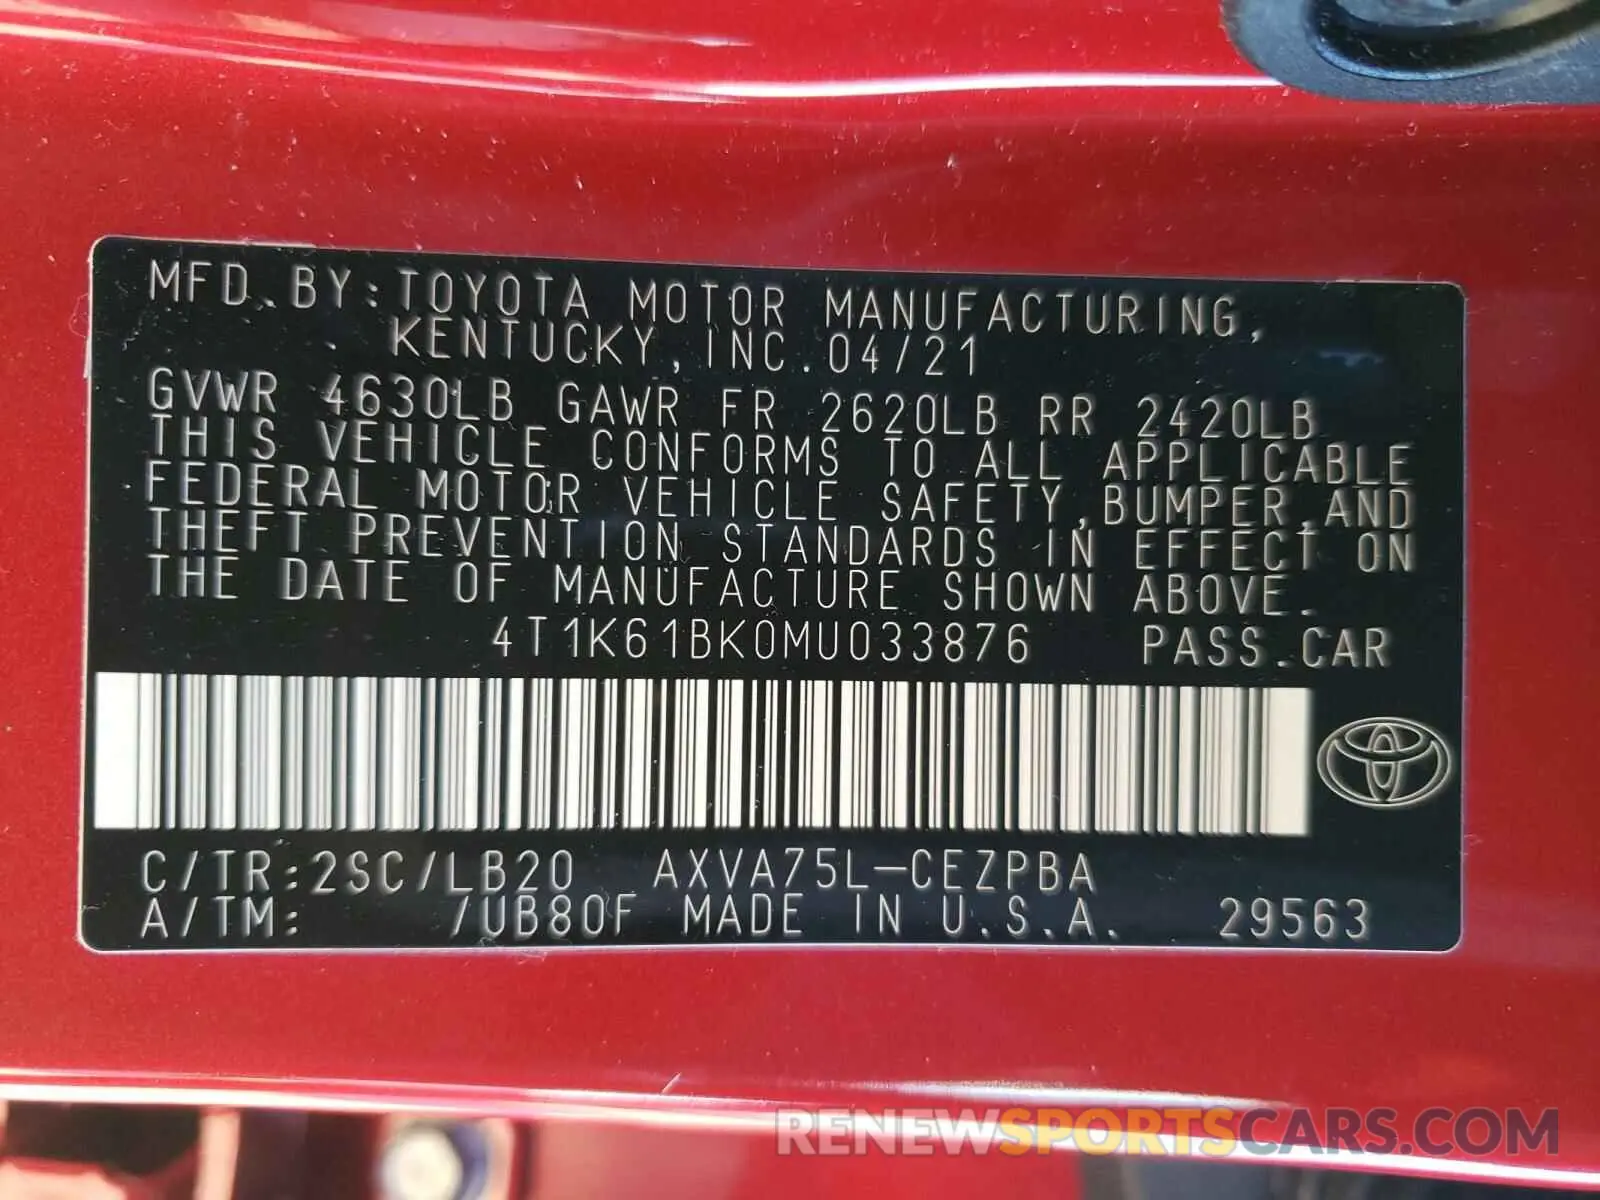 MFD.BY:TOYOTA MOTOR MANUFACTURING,
KENTUCKY,INC.04/21
GVWR 4630LB GAWR FR 2620LB RR 2420LB
THIS VEHICLE CONFORMS TO ALL APPLICABLE
FEDERAL MOTOR VEHICLE SAFETY,BUMPER,AND
THEFT PREVENTION STANDARDS IN EFFECT ON
THE DATE OF MANUFACTURE SHOWN ABOVE.
4T1K61BK0MU033876 PASS.CAR
C/TR:2SC/LB20 AXVA75L-CEZPBA
A/TM: /UB80F MADE IN U.S.A. 29563
RENEWSPORTSCARS.COM